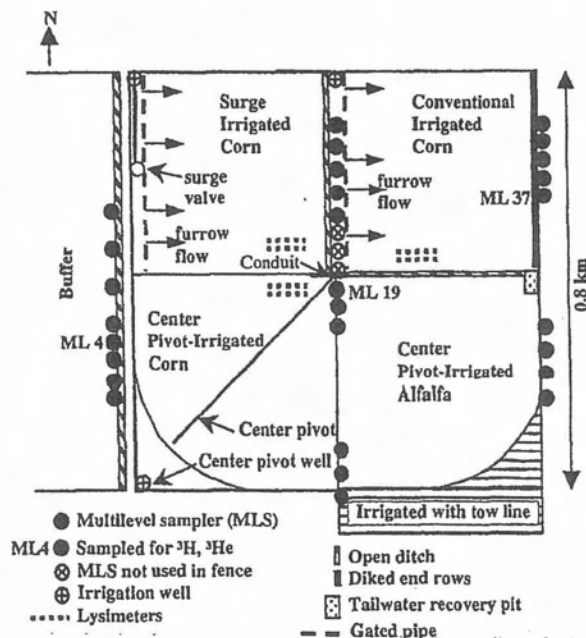 N
Surge
Irrigated
Corn
Conventional
Irrigated
Corn
surge
valve
furrow
flow
furrow
flow
ML 37
Buffer
Conduit
ML 19
0.8 km
ML 4
Center
Pivot-Irrigated
Corn
Center
Pivot-Irrigated
Alfalfa
Center pivot
Center pivot well
Irrigated with tow line
Multilevel sampler (MLS)
ML4 Sampled for ³H, ³He
MLS not used in fence
Irrigation well
Lysimeters
Open ditch
Diked end rows
Tailwater recovery pit
Gated pipe